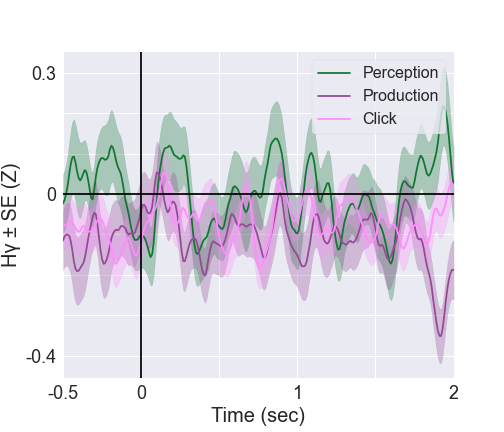 Perception
Production
Click
0.3
0
-0.4
Hγ ± SE (Z)
-0.5 0 1 2
Time (sec)